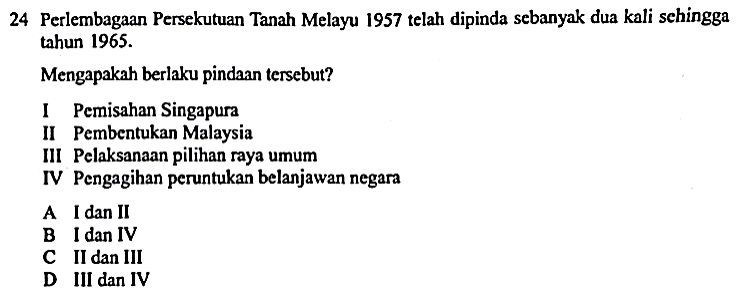 24 Perlembagaan Persekutuan Tanah Melayu 1957 telah dipinda sebanyak dua kali sehingga
tahun 1965.
Mengapakah berlaku pindaan tersebut?
I Pemisahan Singapura
II Pembentukan Malaysia
III Pelaksanaan pilihan raya umum
IV Pengagihan peruntukan belanjawan negara
A I dan II
B I dan IV
C II dan III
D III dan IV